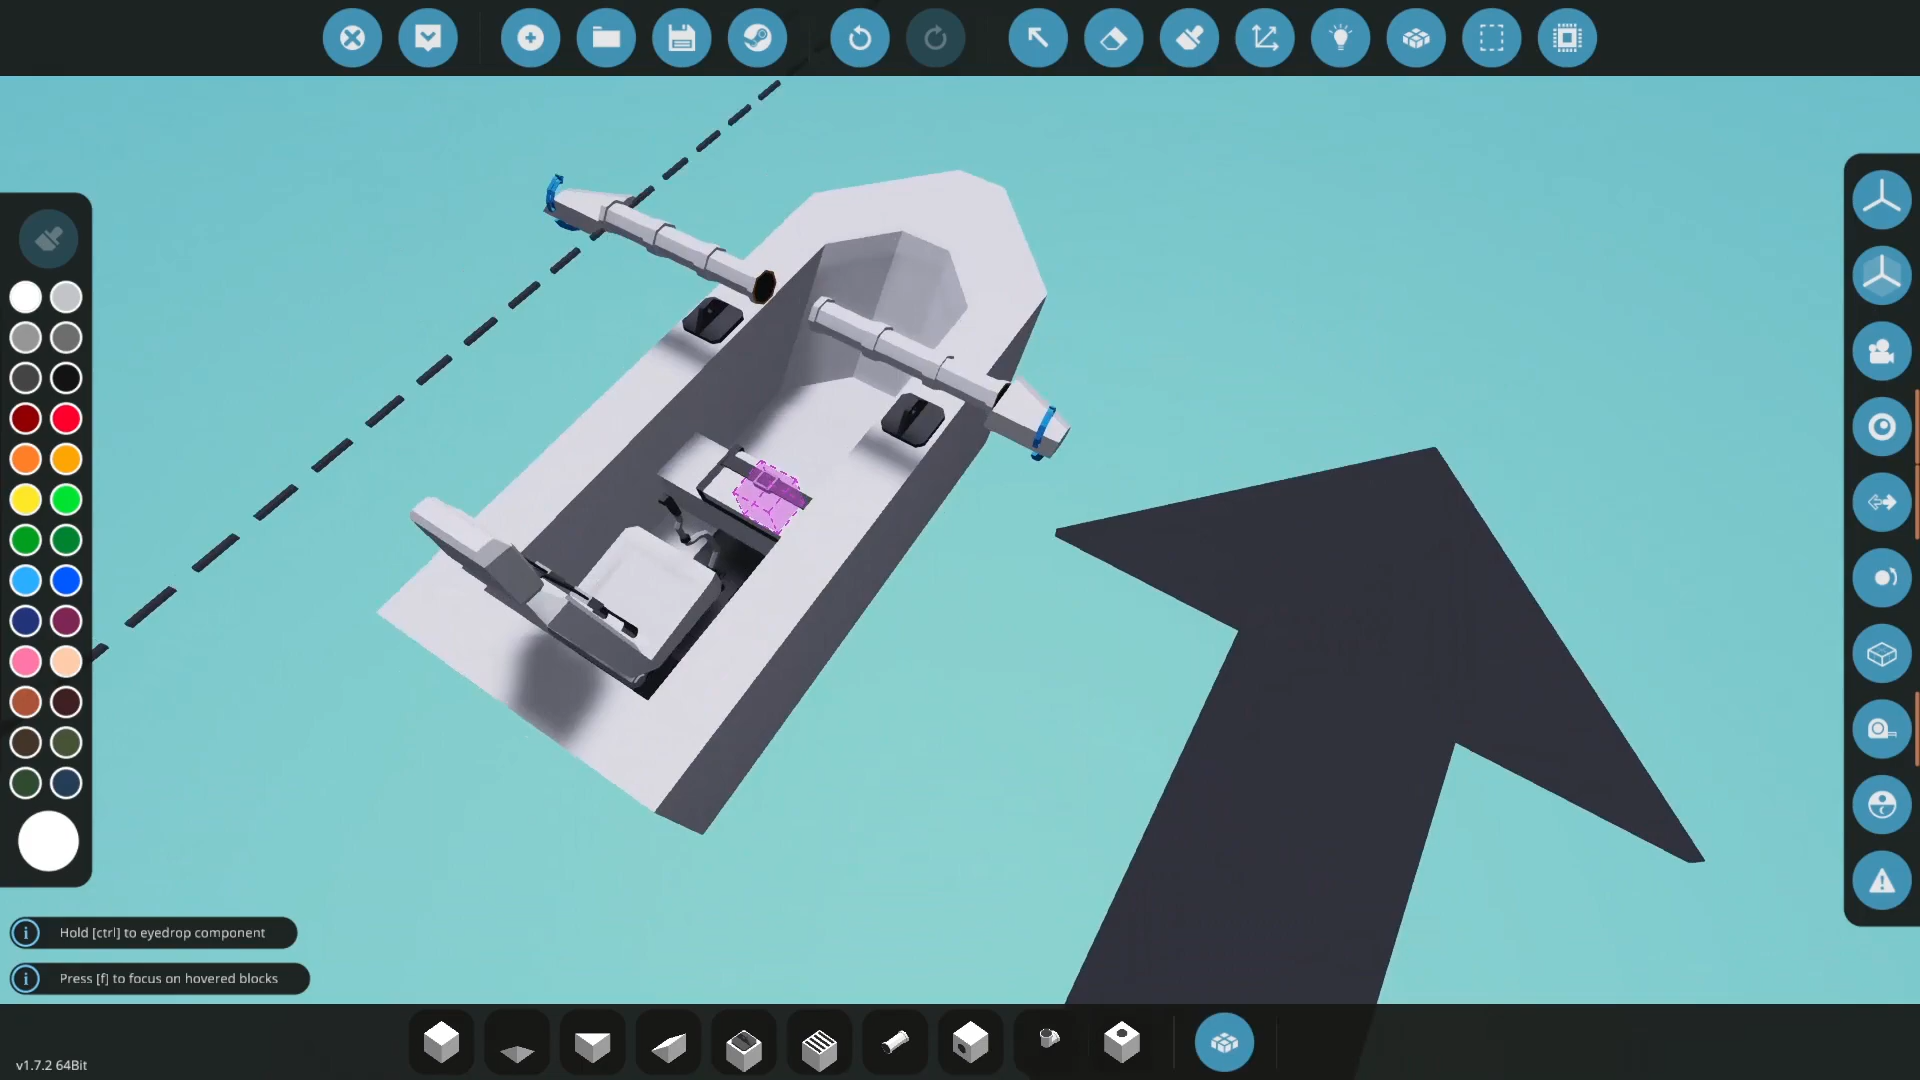 Hold [ctrl] to eyedrop component
Press [f] to focus on hovered blocks
v1.7.2 64Bit